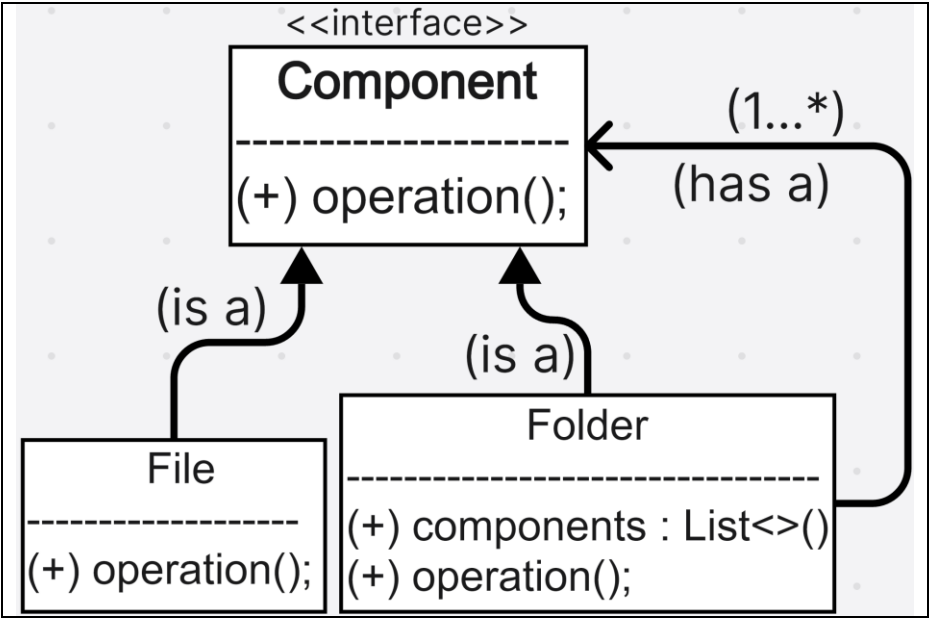 <<interface>>
Component
(+) operation();
(1...*)
(has a)
(is a)
(is a)
File
(+) operation();
Folder
(+) components : List<>()
(+) operation();